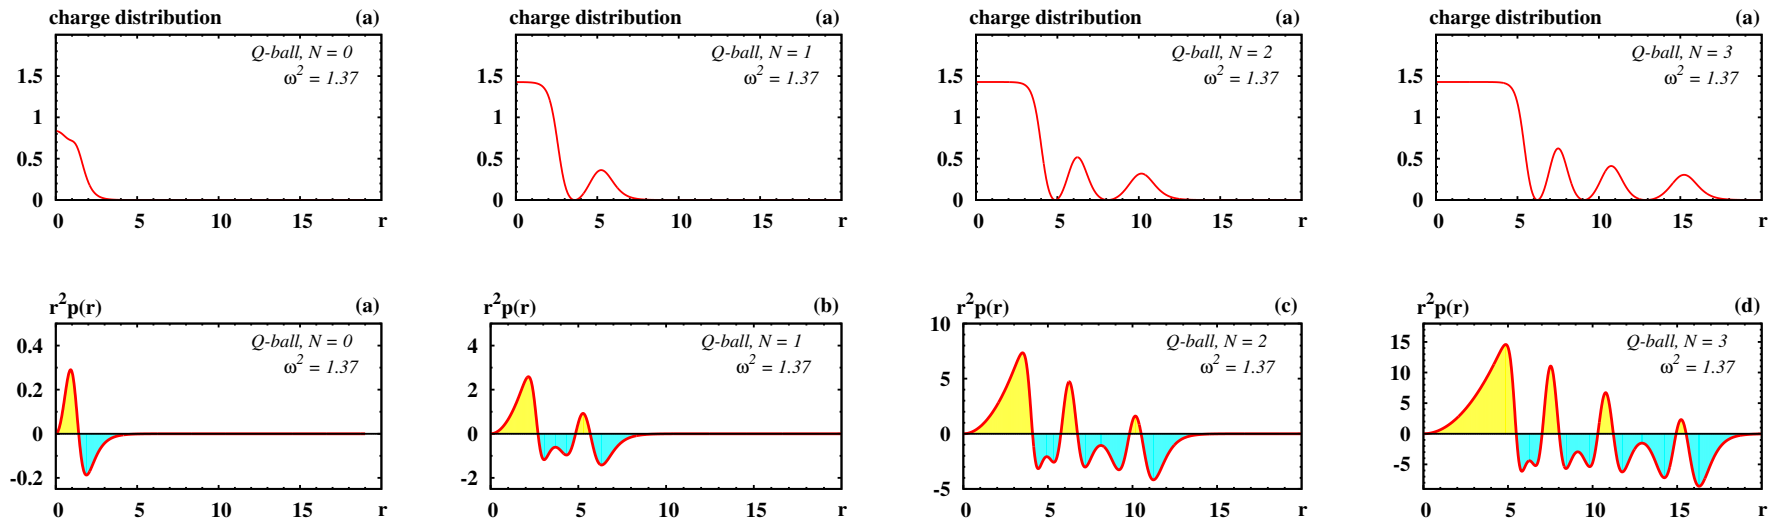 charge distribution (a)
Q-ball, N = 0
ω² = 1.37
1.5
1
0.5
0
0 5 10 15 r
charge distribution (a)
Q-ball, N = 1
ω² = 1.37
1.5
1
0.5
0
0 5 10 15 r
charge distribution (a)
Q-ball, N = 2
ω² = 1.37
1.5
1
0.5
0
0 5 10 15 r
charge distribution (a)
Q-ball, N = 3
ω² = 1.37
1.5
1
0.5
0
0 5 10 15 r
r²p(r) (a)
Q-ball, N = 0
ω² = 1.37
0.4
0.2
0
-0.2
0 5 10 15 r
r²p(r) (b)
Q-ball, N = 1
ω² = 1.37
4
2
0
-2
0 5 10 15 r
r²p(r) (c)
Q-ball, N = 2
ω² = 1.37
10
5
0
-5
0 5 10 15 r
r²p(r) (d)
Q-ball, N = 3
ω² = 1.37
15
10
5
0
-5
0 5 10 15 r